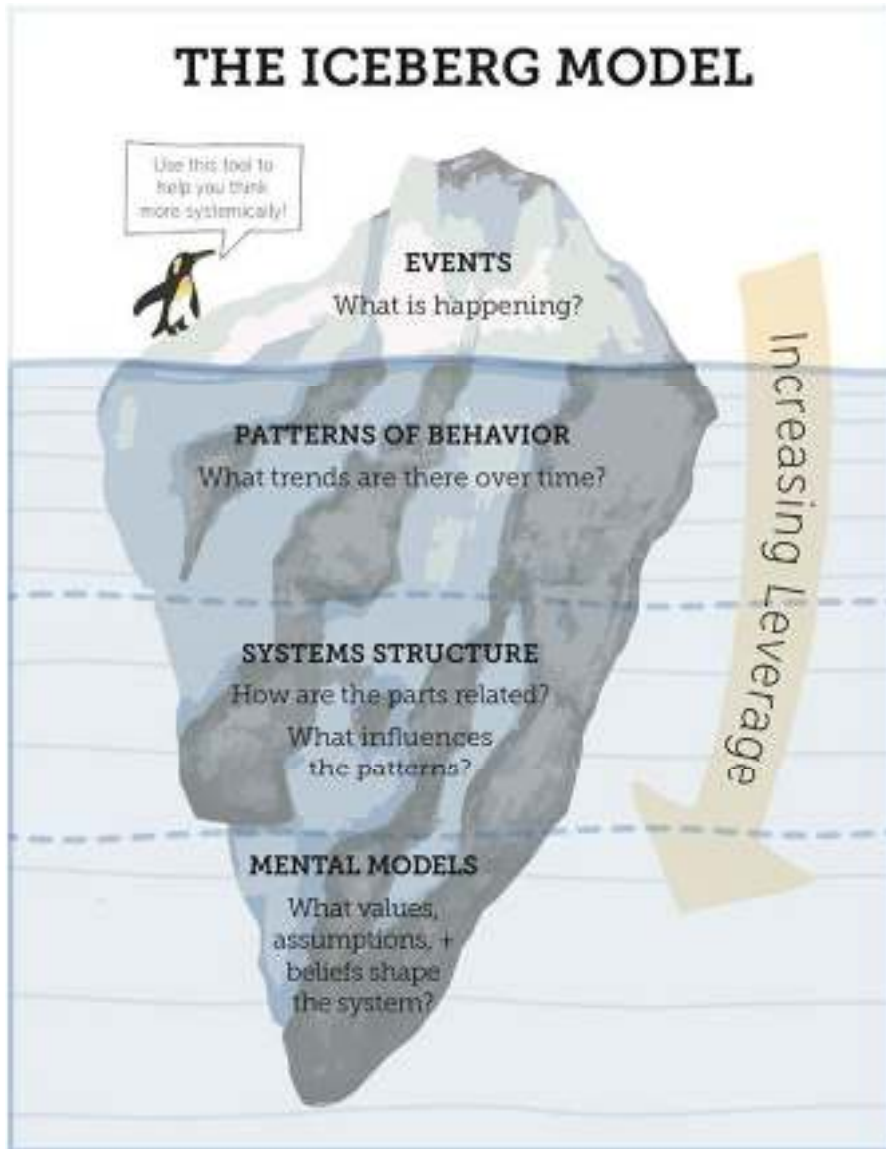 THE ICEBERG MODEL
Use this tool to
help you think
more systemically!
EVENTS
What is happening?
PATTERNS OF BEHAVIOR
What trends are there over time?
SYSTEMS STRUCTURE
How are the parts related?
What influences
the patterns?
MENTAL MODELS
What values,
assumptions, +
beliefs shape
the system?
Increasing Leverage